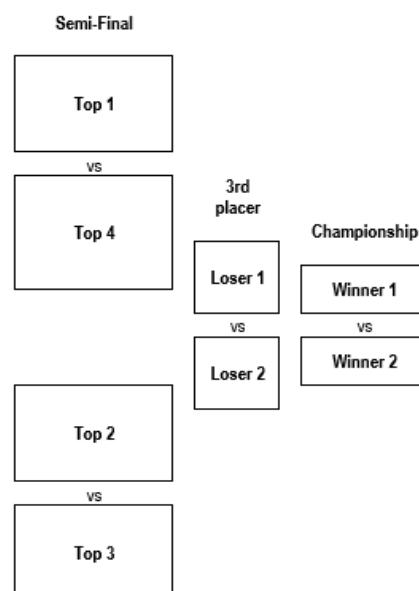 Semi-Final
Top 1
vs
Top 4
3rd
placer
Championship
Loser 1
vs
Loser 2
Winner 1
vs
Winner 2
Top 2
vs
Top 3